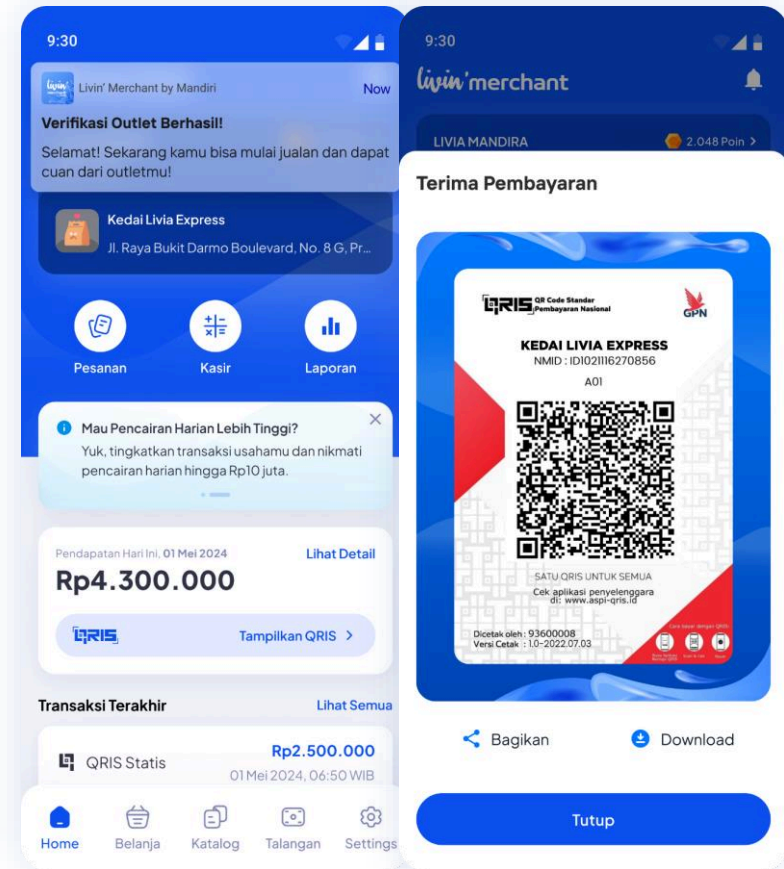 9:30
livin'
Livin' Merchant by Mandiri
Now
Verifikasi Outlet Berhasil!
Selamat! Sekarang kamu bisa mulai jualan dan dapat
cuan dari outletmu!
Kedai Livia Express
Jl. Raya Bukit Darmo Boulevard, No. 8 G, Pr...
Pesanan
Kasir
Laporan
Mau Pencairan Harian Lebih Tinggi?
Yuk, tingkatkan transaksi usahamu dan nikmati
pencairan harian hingga Rp10 juta.
Pendapatan Hari Ini, 01 Mei 2024
Lihat Detail
Rp4.300.000
QRIS
Tampilkan QRIS >
Transaksi Terakhir
Lihat Semua
QRIS Statis
Rp2.500.000
01 Mei 2024, 06:50 WIB
Home
Belanja
Katalog
Talangan
Settings
9:30
livin'merchant
LIVIA MANDIRA
2.048 Poin >
Terima Pembayaran
QRIS
QR Code Standar
Pembayaran Nasional
GPN
KEDAI LIVIA EXPRESS
NMID : ID1021116270856
A01
SATU QRIS UNTUK SEMUA
Cek aplikasi penyelenggara
di: www.aspi-qris.id
Dicetak oleh : 93600008
Versi Cetak : 1.0-2022.07.03
Cara bayar dengan QRIS
Bagikan
Download
Tutup